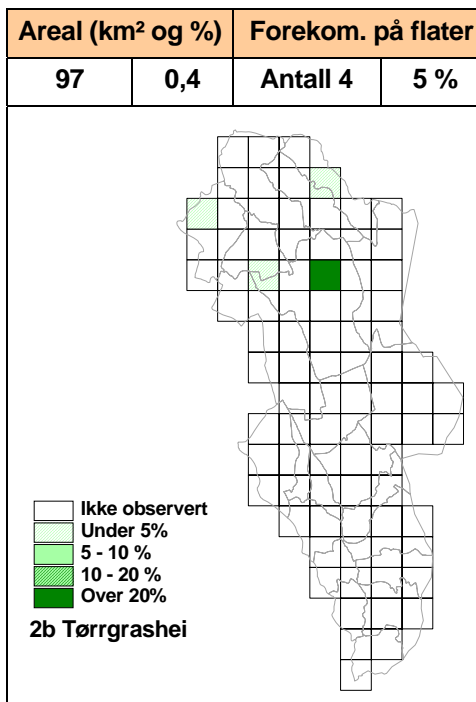 Areal (km² og %) Forekom. på flater
97 0,4 Antall 4 5 %
Ikke observert
Under 5%
5 - 10 %
10 - 20 %
Over 20%
2b Tørrgrashei